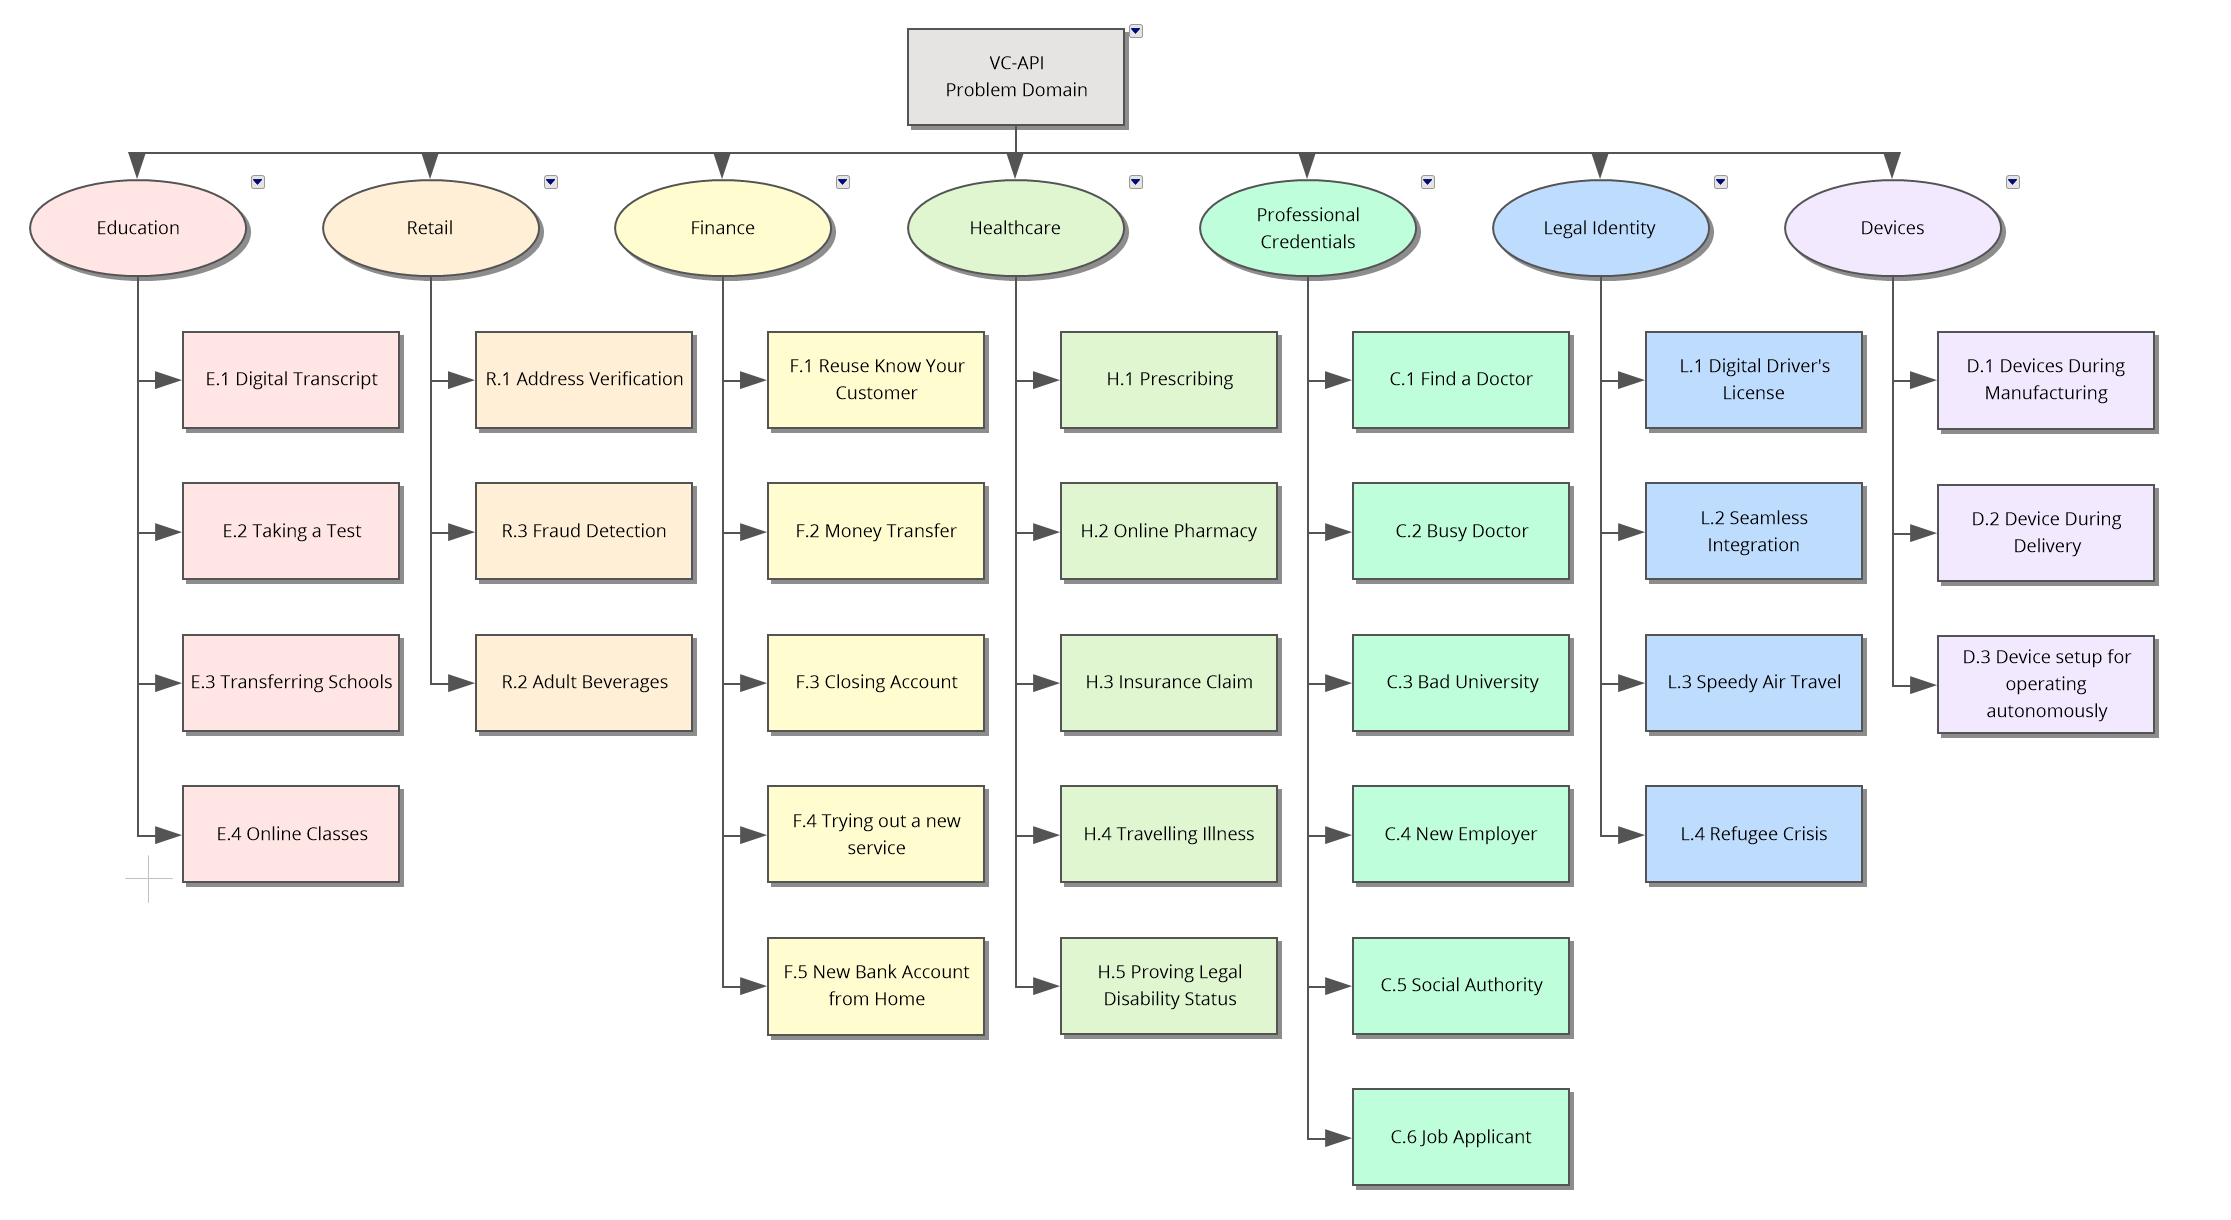 VC-API
Problem Domain
Education
Retail
Finance
Healthcare
Professional
Credentials
Legal Identity
Devices
E.1 Digital Transcript
E.2 Taking a Test
E.3 Transferring Schools
E.4 Online Classes
R.1 Address Verification
R.3 Fraud Detection
R.2 Adult Beverages
F.1 Reuse Know Your
Customer
F.2 Money Transfer
F.3 Closing Account
F.4 Trying out a new
service
F.5 New Bank Account
from Home
H.1 Prescribing
H.2 Online Pharmacy
H.3 Insurance Claim
H.4 Travelling Illness
H.5 Proving Legal
Disability Status
C.1 Find a Doctor
C.2 Busy Doctor
C.3 Bad University
C.4 New Employer
C.5 Social Authority
C.6 Job Applicant
L.1 Digital Driver's
License
L.2 Seamless
Integration
L.3 Speedy Air Travel
L.4 Refugee Crisis
D.1 Devices During
Manufacturing
D.2 Device During
Delivery
D.3 Device setup for
operating
autonomously